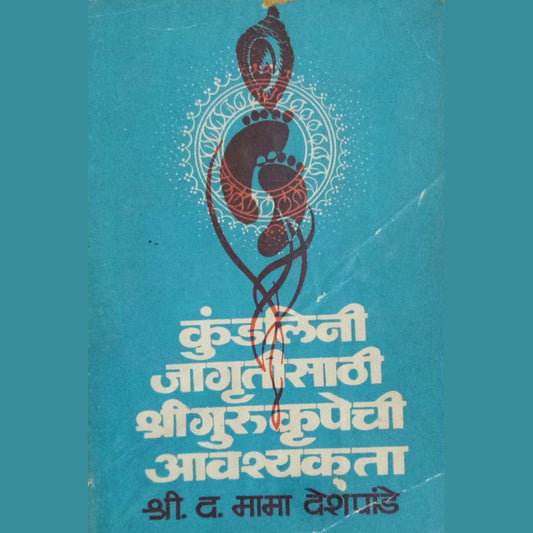 कुंडलिनी
जागृतीसाठी
श्रीगुरुकृपेची
आवश्यकता
श्री. द. मामा देशपांडे